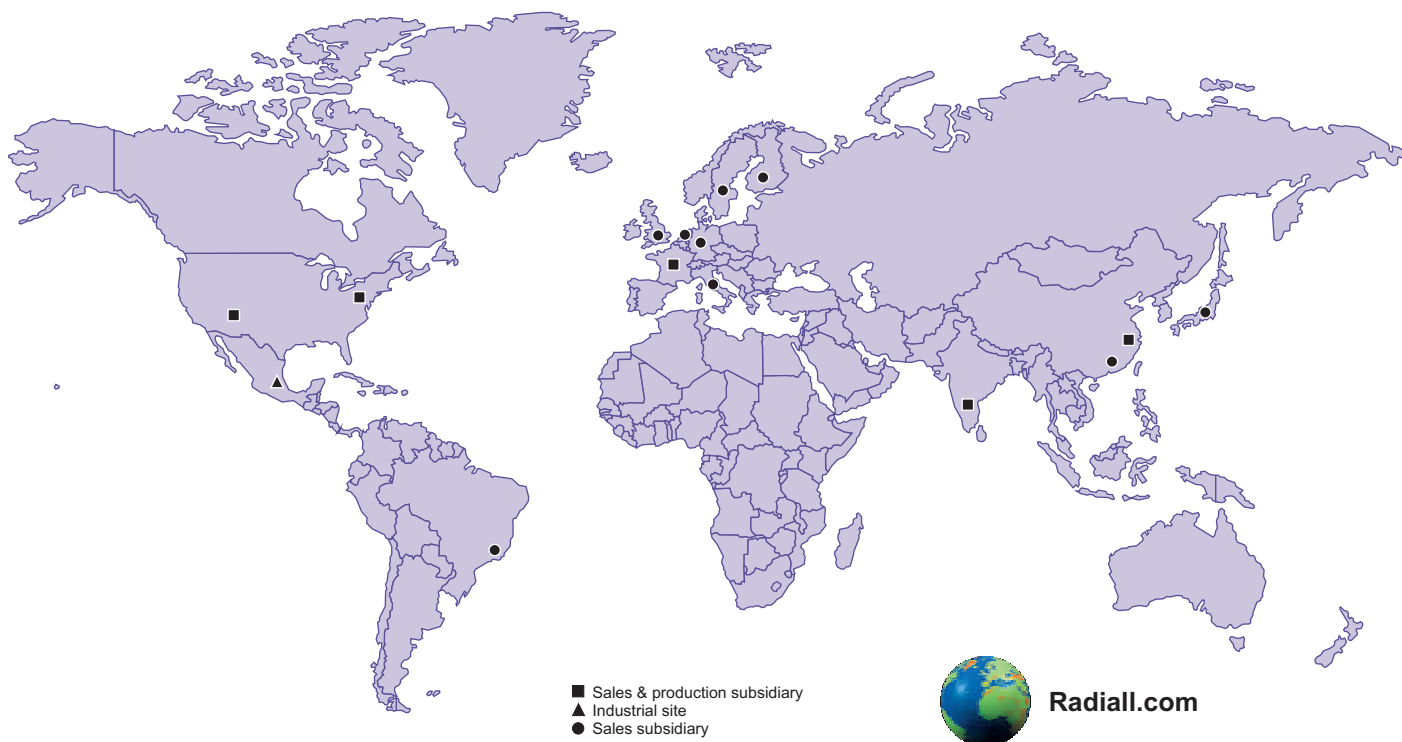 Sales & production subsidiary
Industrial site
Sales subsidiary
Radiall.com